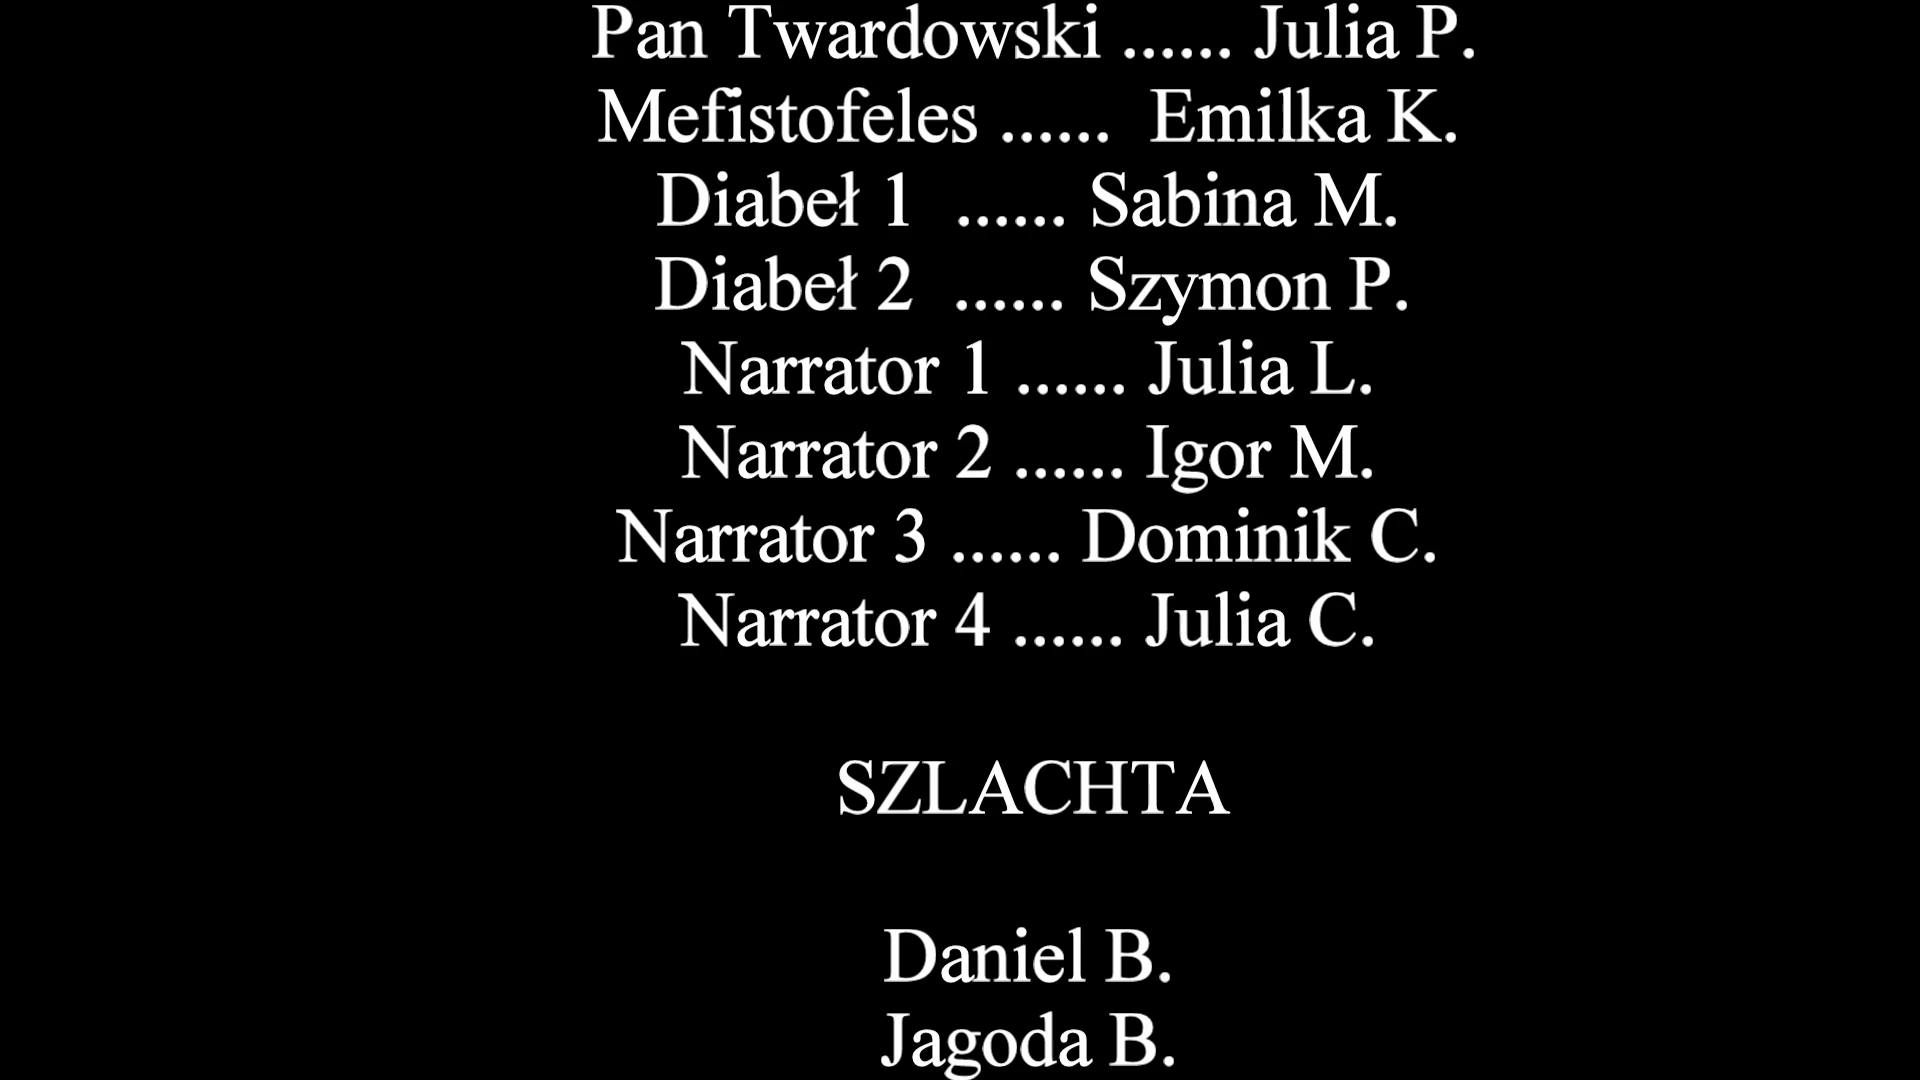 Pan Twardowski ...... Julia P.
Mefistofeles ......  Emilka K.
Diabeł 1  ...... Sabina M.
Diabeł 2  ...... Szymon P.
Narrator 1 ...... Julia L.
Narrator 2 ...... Igor M.
Narrator 3 ...... Dominik C.
Narrator 4 ...... Julia C.
SZLACHTA
Daniel B.
Jagoda B.